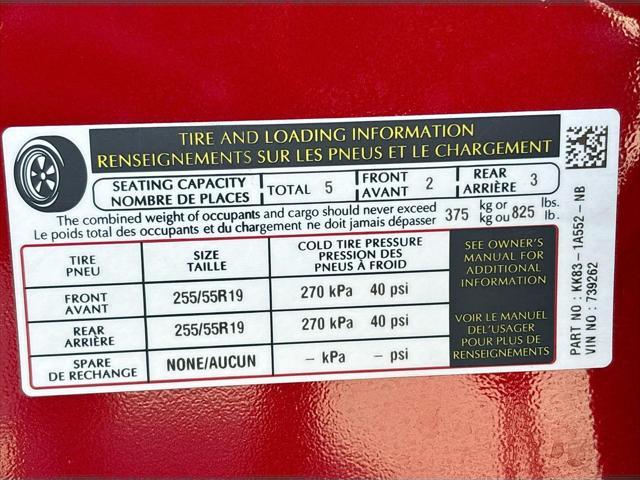 TIRE AND LOADING INFORMATION
RENSEIGNEMENTS SUR LES PNEUS ET LE CHARGEMENT
SEATING CAPACITY
NOMBRE DE PLACES
TOTAL 5
FRONT
AVANT 2
REAR
ARRIÈRE 3
The combined weight of occupants and cargo should never exceed 375 kg or 825 lbs.
Le poids total des occupants et du chargement ne doit jamais dépasser kg ou lb.
TIRE
PNEU
SIZE
TAILLE
COLD TIRE PRESSURE
PRESSION DES
PNEUS À FROID
FRONT
AVANT
255/55R19
270 kPa 40 psi
REAR
ARRIÈRE
255/55R19
270 kPa 40 psi
SPARE
DE RECHANGE
NONE/AUCUN
– kPa – psi
SEE OWNER'S
MANUAL FOR
ADDITIONAL
INFORMATION
VOIR LE MANUEL
DEL'USAGER
POUR PLUS DE
RENSEIGNEMENTS
PART NO : KK83-1A552-NB
VIN NO : 739262